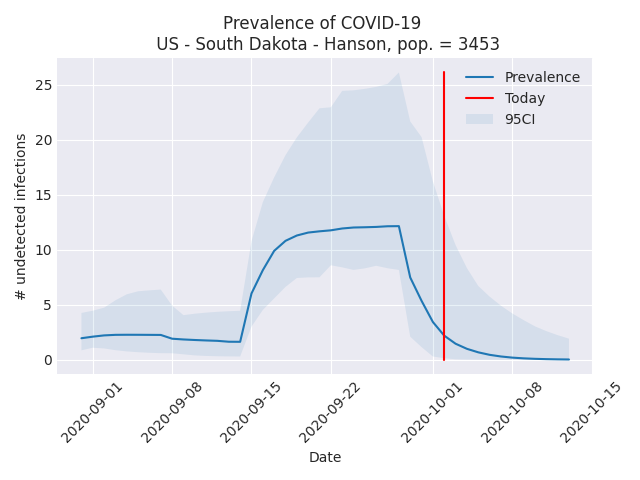 Prevalence of COVID-19
US - South Dakota - Hanson, pop. = 3453
# undetected infections
25
20
15
10
5
0
Prevalence
Today
95CI
2020-09-01
2020-09-08
2020-09-15
2020-09-22
2020-10-01
2020-10-08
2020-10-15
Date